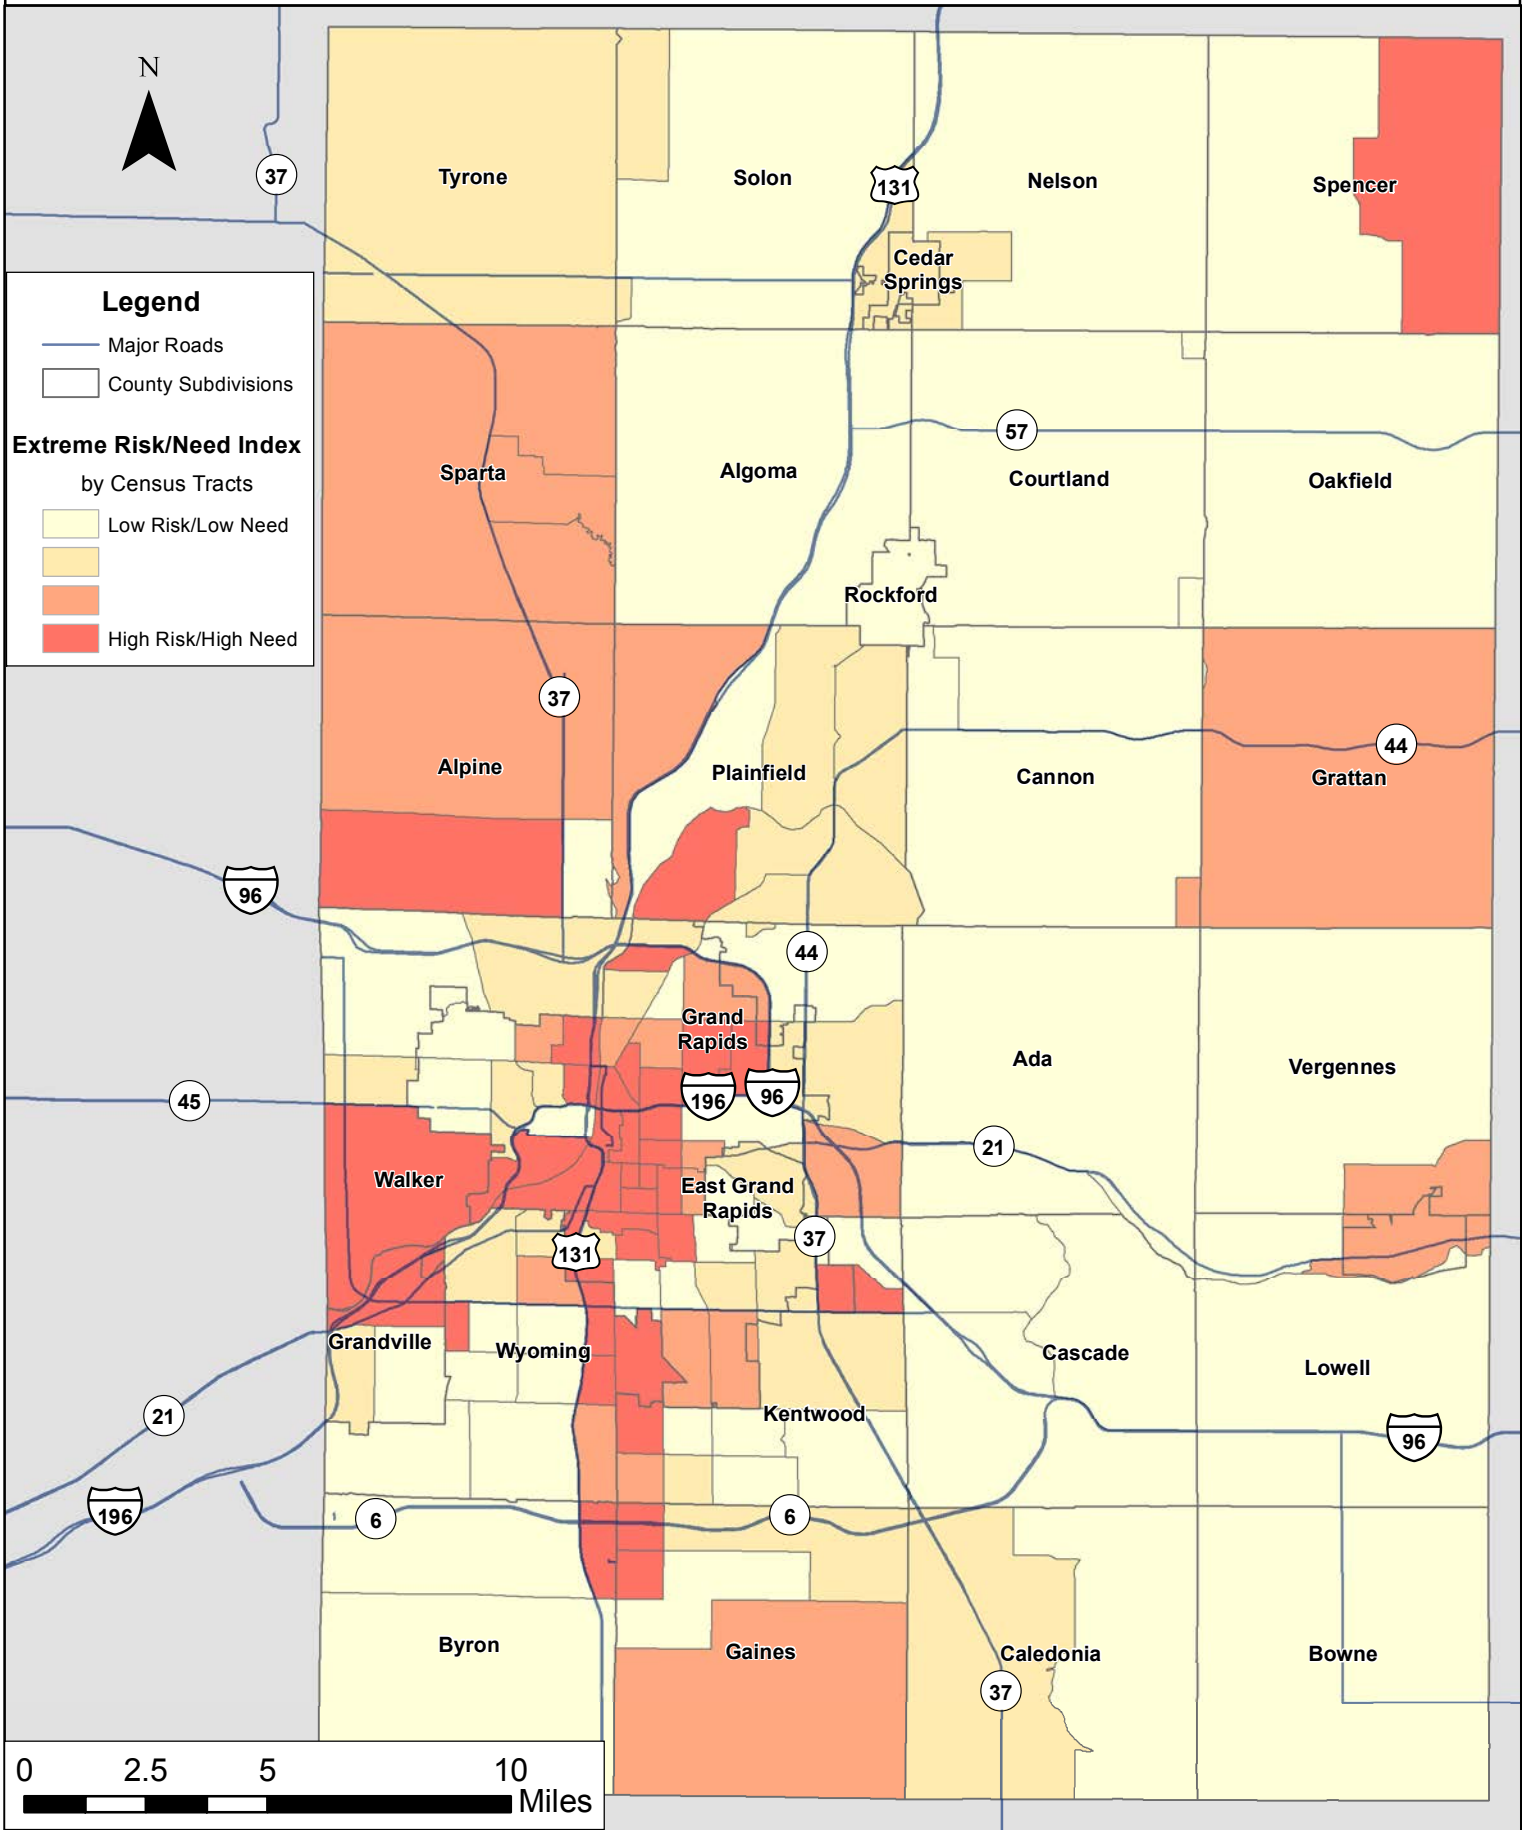 N
37
Tyrone
Solon
131
Nelson
Spencer
Cedar
Springs
Legend
Major Roads
County Subdivisions
Extreme Risk/Need Index
by Census Tracts
Low Risk/Low Need
High Risk/High Need
57
Sparta
Algoma
Courtland
Oakfield
Rockford
37
44
Alpine
Plainfield
Cannon
Grattan
96
44
Grand
Rapids
Ada
Vergennes
45
196
96
21
Walker
East Grand
Rapids
37
131
Grandville
Wyoming
Cascade
Lowell
21
Kentwood
96
196
6
6
Byron
Gaines
Caledonia
Bowne
37
0 2.5 5 10
Miles